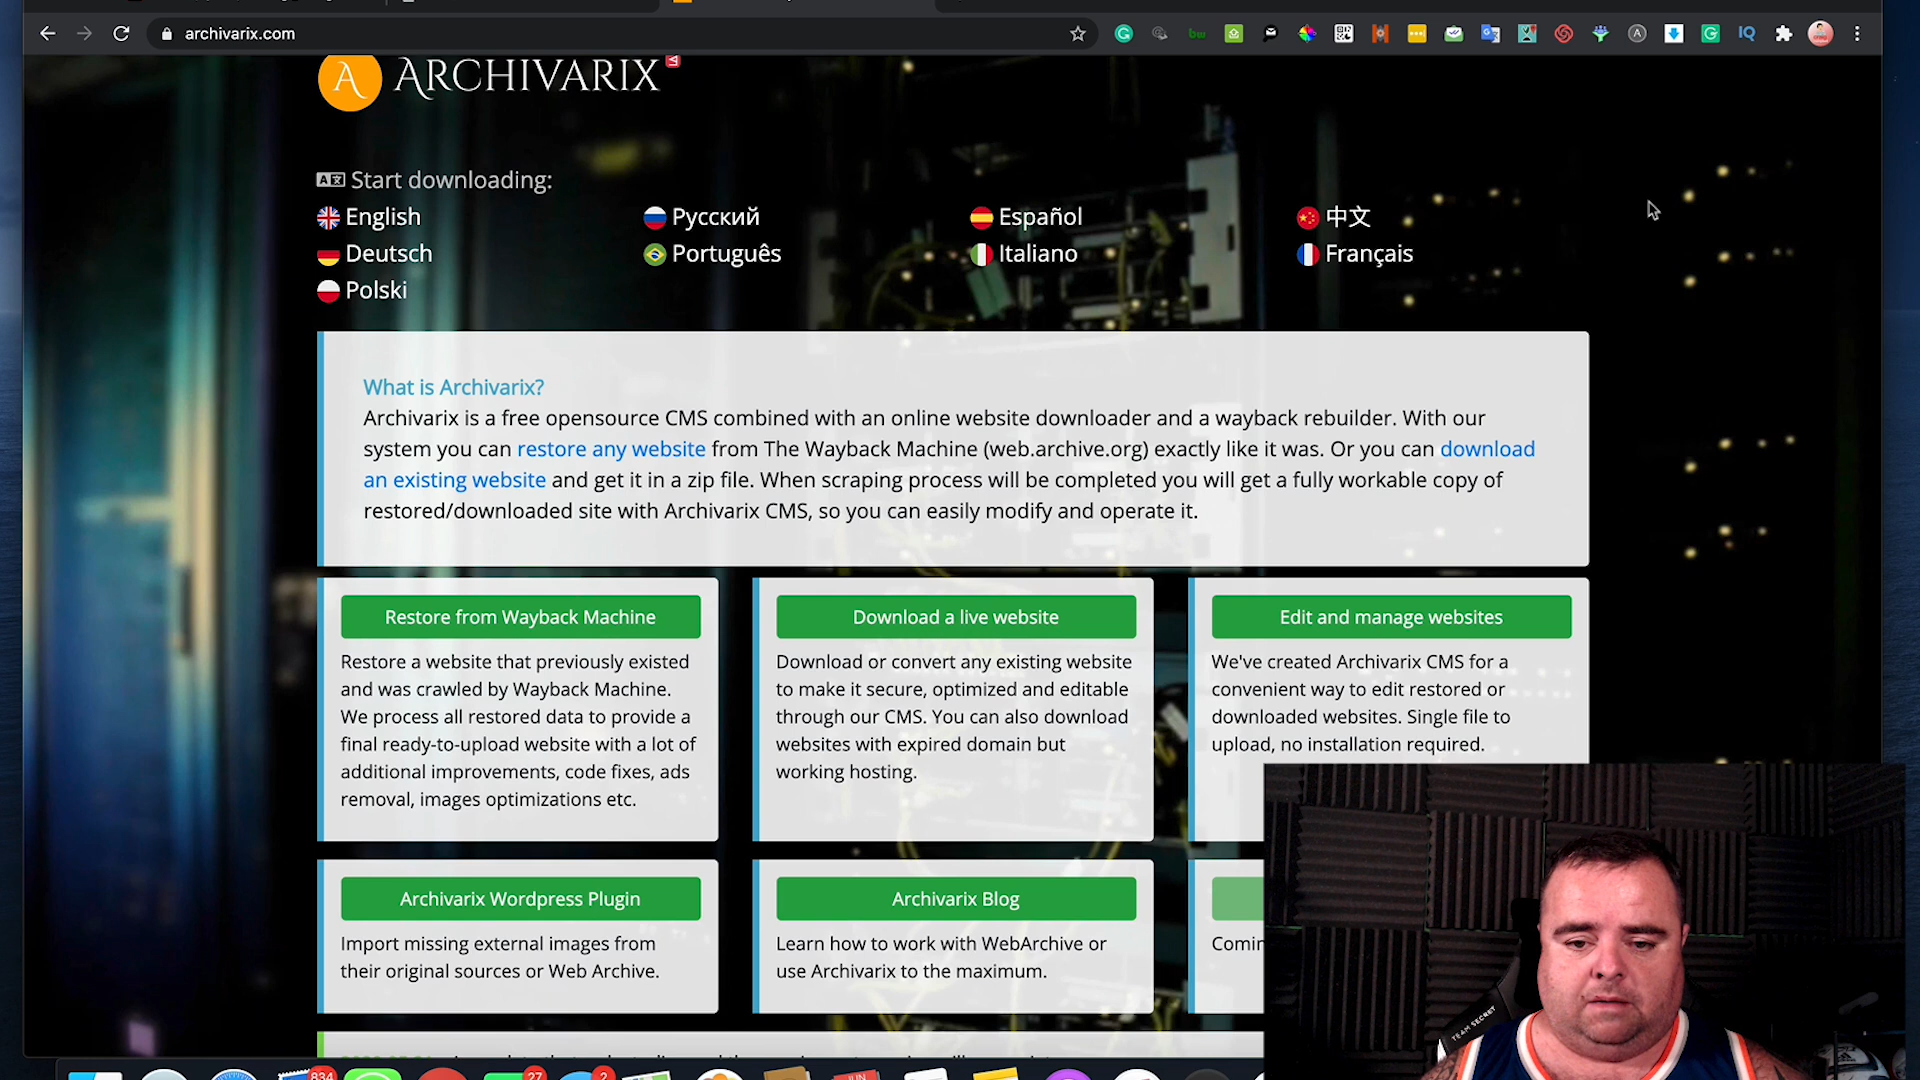 archivarix.com
bw
IQ
A ARCHIVARIX
Start downloading:
English
Русский
Español
中文
Deutsch
Português
Italiano
Français
Polski
What is Archivarix?
Archivarix is a free opensource CMS combined with an online website downloader and a wayback rebuilder. With our
system you can restore any website from The Wayback Machine (web.archive.org) exactly like it was. Or you can download
an existing website and get it in a zip file. When scraping process will be completed you will get a fully workable copy of
restored/downloaded site with Archivarix CMS, so you can easily modify and operate it.
Restore from Wayback Machine
Restore a website that previously existed
and was crawled by Wayback Machine.
We process all restored data to provide a
final ready-to-upload website with a lot of
additional improvements, code fixes, ads
removal, images optimizations etc.
Download a live website
Download or convert any existing website
to make it secure, optimized and editable
through our CMS. You can also download
websites with expired domain but
working hosting.
Edit and manage websites
We've created Archivarix CMS for a
convenient way to edit restored or
downloaded websites. Single file to
upload, no installation required.
Archivarix Wordpress Plugin
Import missing external images from
their original sources or Web Archive.
Archivarix Blog
Learn how to work with WebArchive or
use Archivarix to the maximum.
Comin
TEAM SECRET
834
27
2
JUN